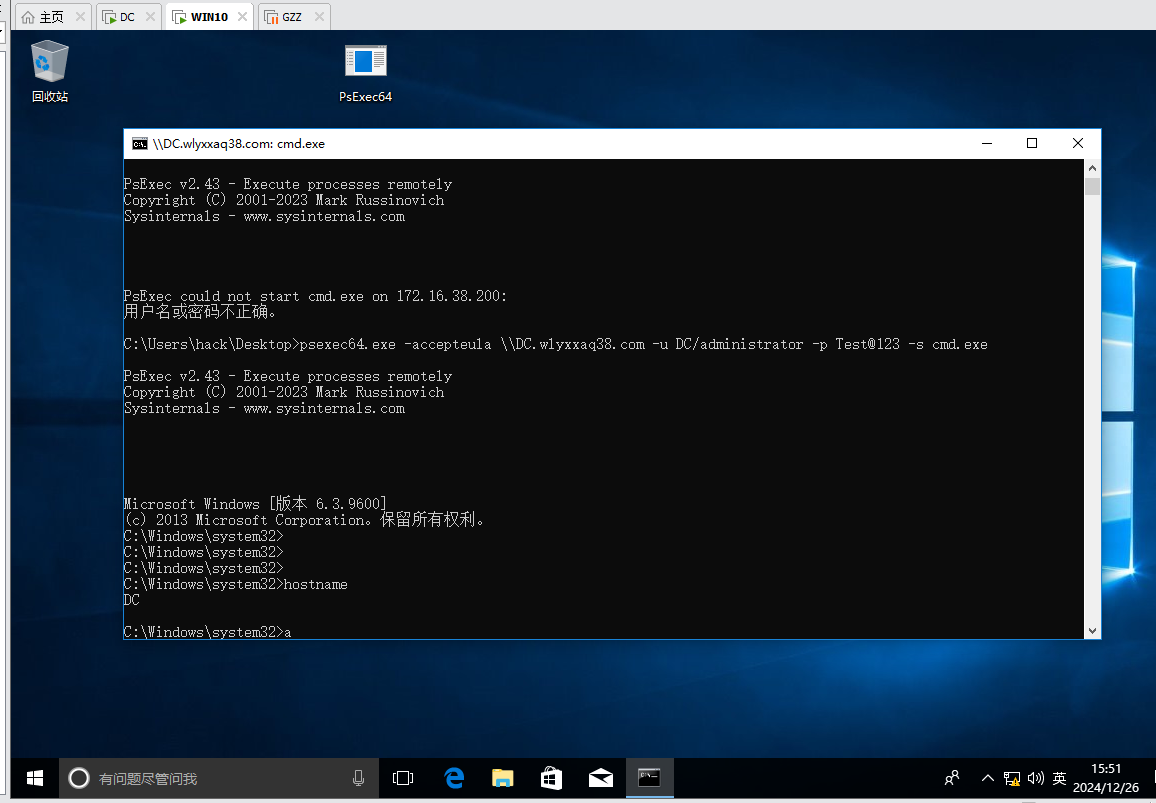 主页
DC
WIN10
GZZ
回收站
PsExec64
\\DC.wlyxxaq38.com: cmd.exe
PsExec v2.43 - Execute processes remotely
Copyright (C) 2001-2023 Mark Russinovich
Sysinternals - www.sysinternals.com
PsExec could not start cmd.exe on 172.16.38.200:
用户名或密码不正确。
C:\Users\hack\Desktop>psexec64.exe -accepteula \\DC.wlyxxaq38.com -u DC/administrator -p Test@123 -s cmd.exe
PsExec v2.43 - Execute processes remotely
Copyright (C) 2001-2023 Mark Russinovich
Sysinternals - www.sysinternals.com
Microsoft Windows [版本 6.3.9600]
(c) 2013 Microsoft Corporation。保留所有权利。
C:\Windows\system32>
C:\Windows\system32>
C:\Windows\system32>
C:\Windows\system32>hostname
DC
C:\Windows\system32>a
有问题尽管问我
英
15:51
2024/12/26